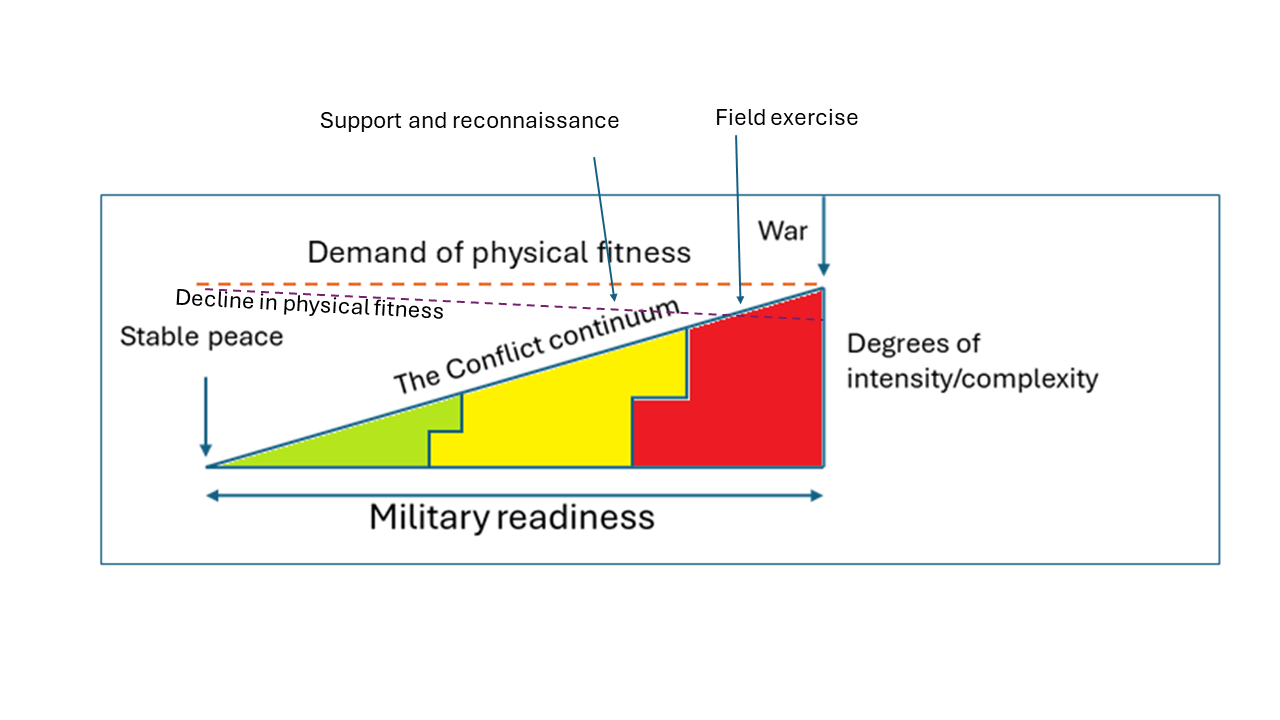 Support and reconnaissance
Field exercise
War
Demand of physical fitness
Decline in physical fitness
Stable peace
The Conflict continuum
Degrees of
intensity/complexity
Military readiness